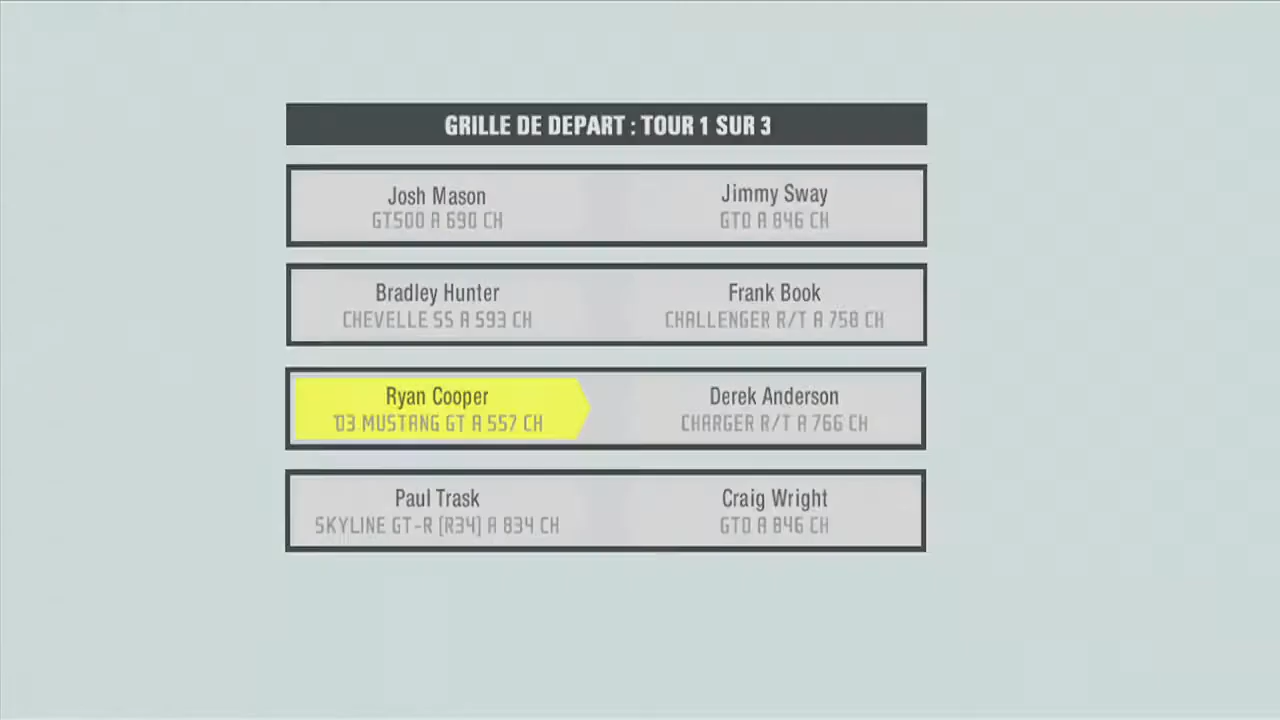 GRILLE DE DEPART : TOUR 1 SUR 3
Josh Mason
GT500 A 690 CH
Jimmy Sway
GTO A 846 CH
Bradley Hunter
CHEVELLE SS A 593 CH
Frank Book
CHALLENGER R/T A 758 CH
Ryan Cooper
'03 MUSTANG GT A 557 CH
Derek Anderson
CHARGER R/T A 766 CH
Paul Trask
SKYLINE GT-R (R34) A 834 CH
Craig Wright
GTO A 846 CH